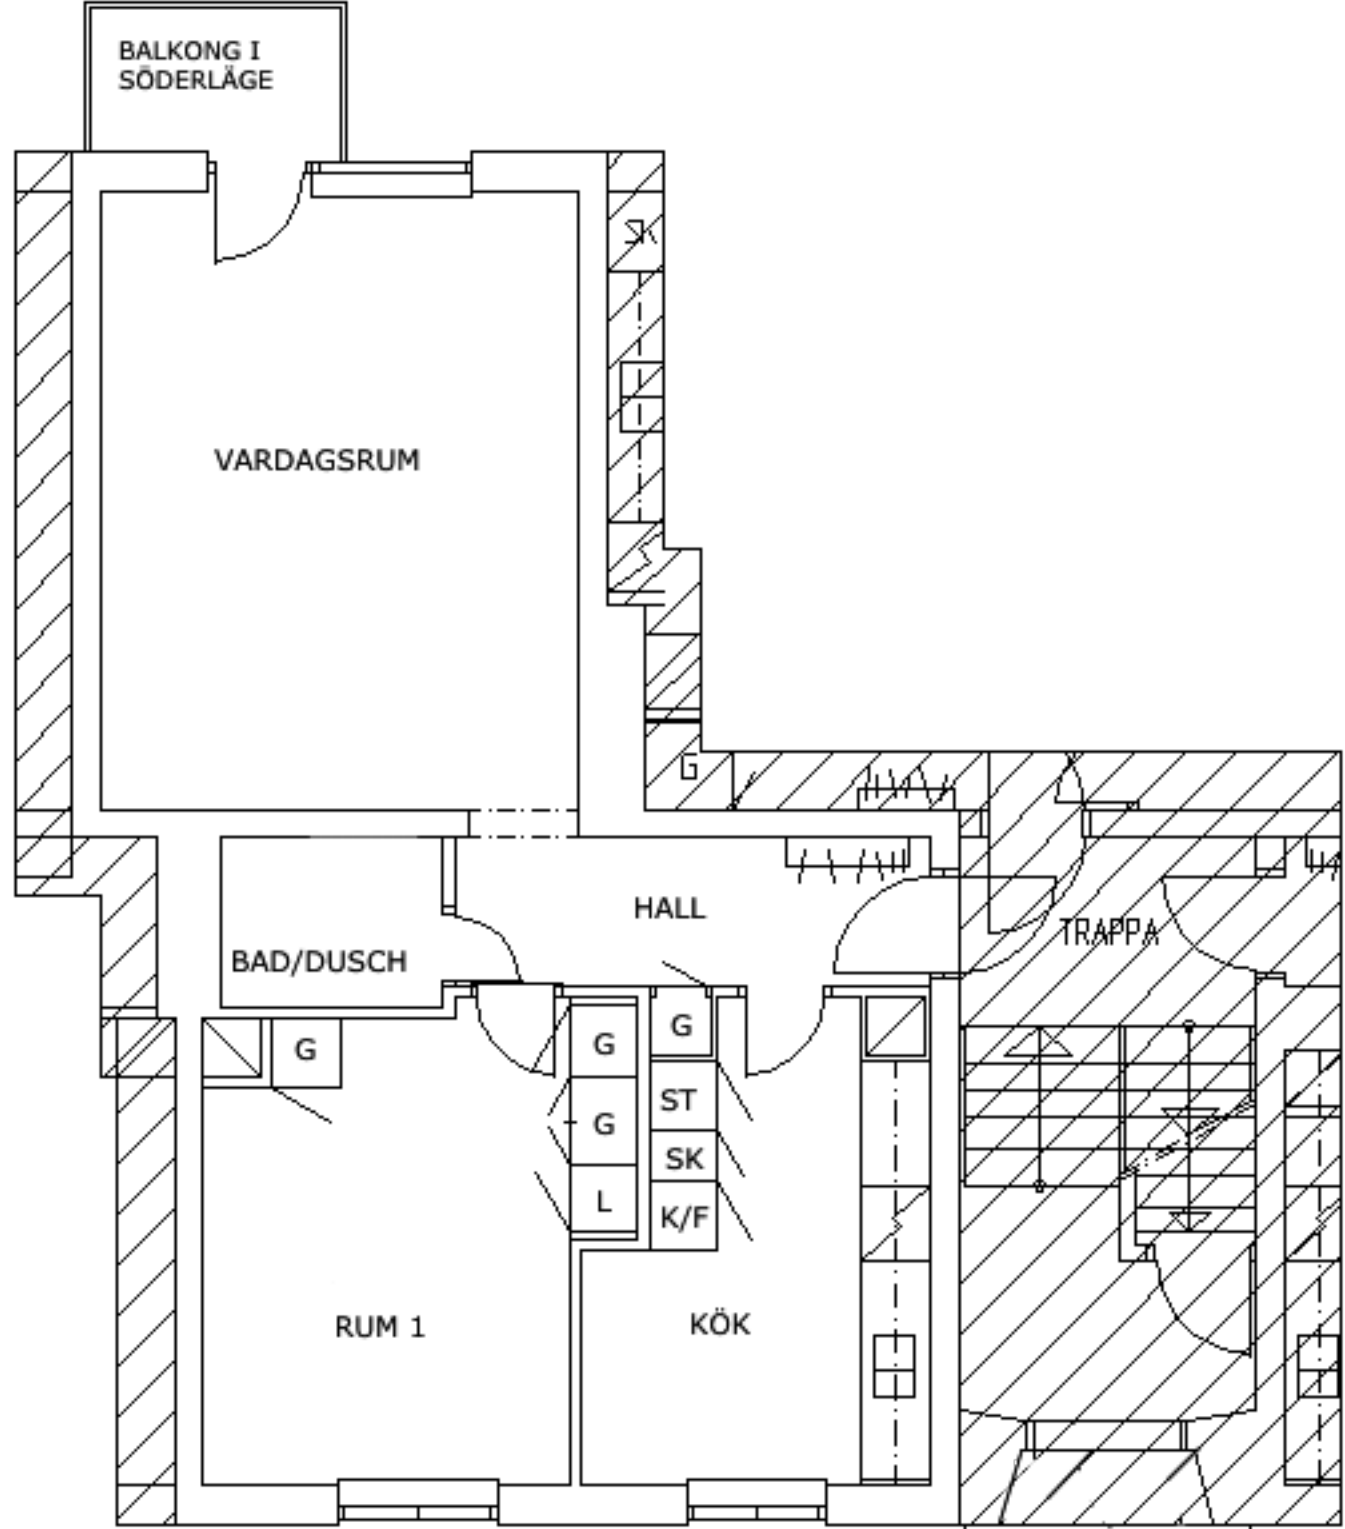 BALKONG I
SÖDERLÄGE
VARDAGSRUM
G
HALL
TRAPPA
BAD/DUSCH
G
G
G
ST
G
SK
L
K/F
RUM 1
KÖK